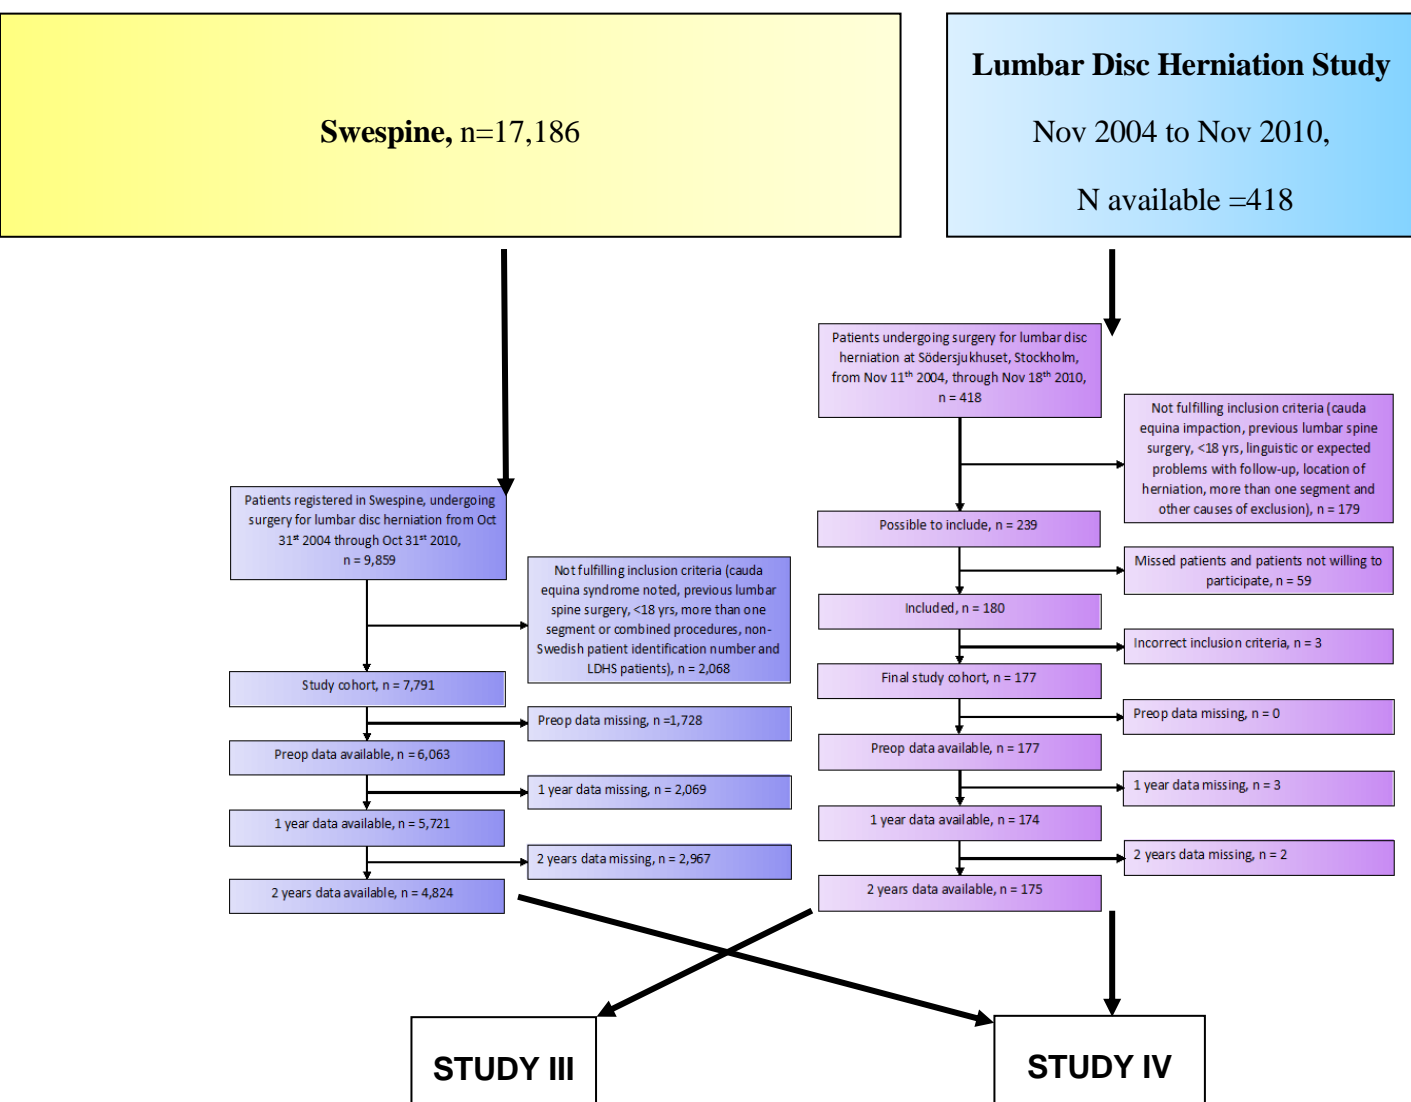 Swespine, n=17,186
Lumbar Disc Herniation Study
Nov 2004 to Nov 2010,
N available =418
Patients registered in Swespine, undergoing
surgery for lumbar disc herniation from Oct
31st 2004 through Oct 31st 2010,
n = 9,859
Not fulfilling inclusion criteria (cauda
equina syndrome noted, previous lumbar
spine surgery, <18 yrs, more than one
segment or combined procedures, non-
Swedish patient identification number and
LDHS patients), n = 2,068
Study cohort, n = 7,791
Preop data missing, n =1,728
Preop data available, n = 6,063
1 year data missing, n = 2,069
1 year data available, n = 5,721
2 years data missing, n = 2,967
2 years data available, n = 4,824
Patients undergoing surgery for lumbar disc
herniation at Södersjukhuset, Stockholm,
from Nov 11th 2004, through Nov 18th 2010,
n = 418
Not fulfilling inclusion criteria (cauda
equina impaction, previous lumbar spine
surgery, <18 yrs, linguistic or expected
problems with follow-up, location of
herniation, more than one segment and
other causes of exclusion), n = 179
Possible to include, n = 239
Missed patients and patients not willing to
participate, n = 59
Included, n = 180
Incorrect inclusion criteria, n = 3
Final study cohort, n = 177
Preop data missing, n = 0
Preop data available, n = 177
1 year data missing, n = 3
1 year data available, n = 174
2 years data missing, n = 2
2 years data available, n = 175
STUDY III
STUDY IV